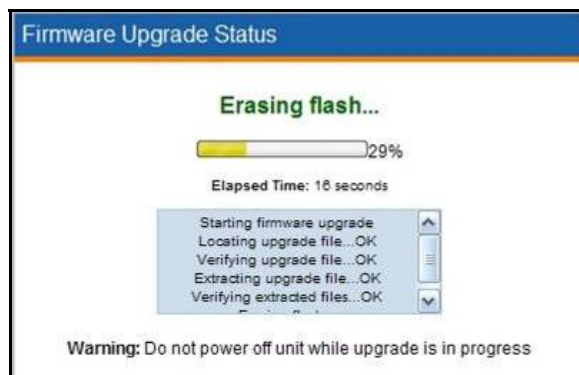 Firmware Upgrade Status
Erasing flash...
29%
Elapsed Time: 16 seconds
Starting firmware upgrade
Locating upgrade file...OK
Verifying upgrade file...OK
Extracting upgrade file...OK
Verifying extracted files...OK
Warning: Do not power off unit while upgrade is in progress